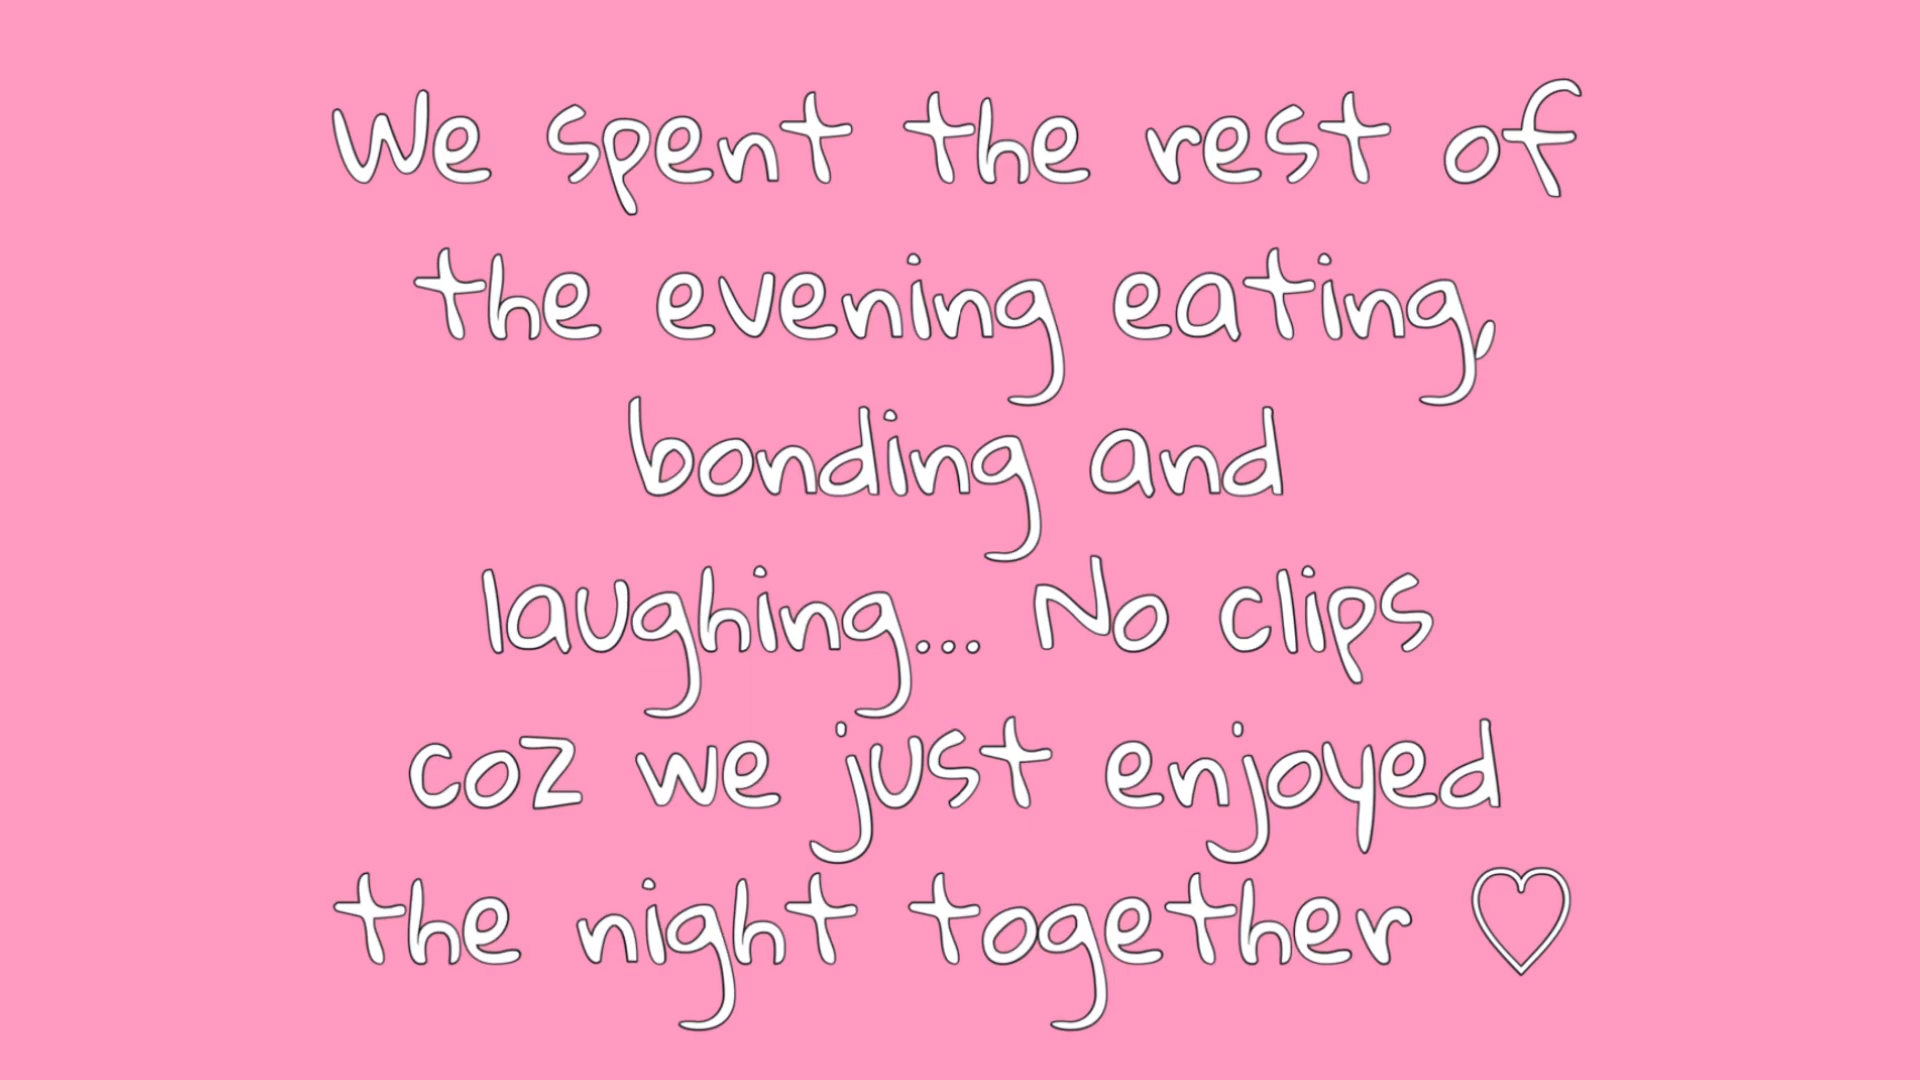 We spent the rest of
the evening eating,
bonding and
laughing... No clips
coz we just enjoyed
the night together ♡